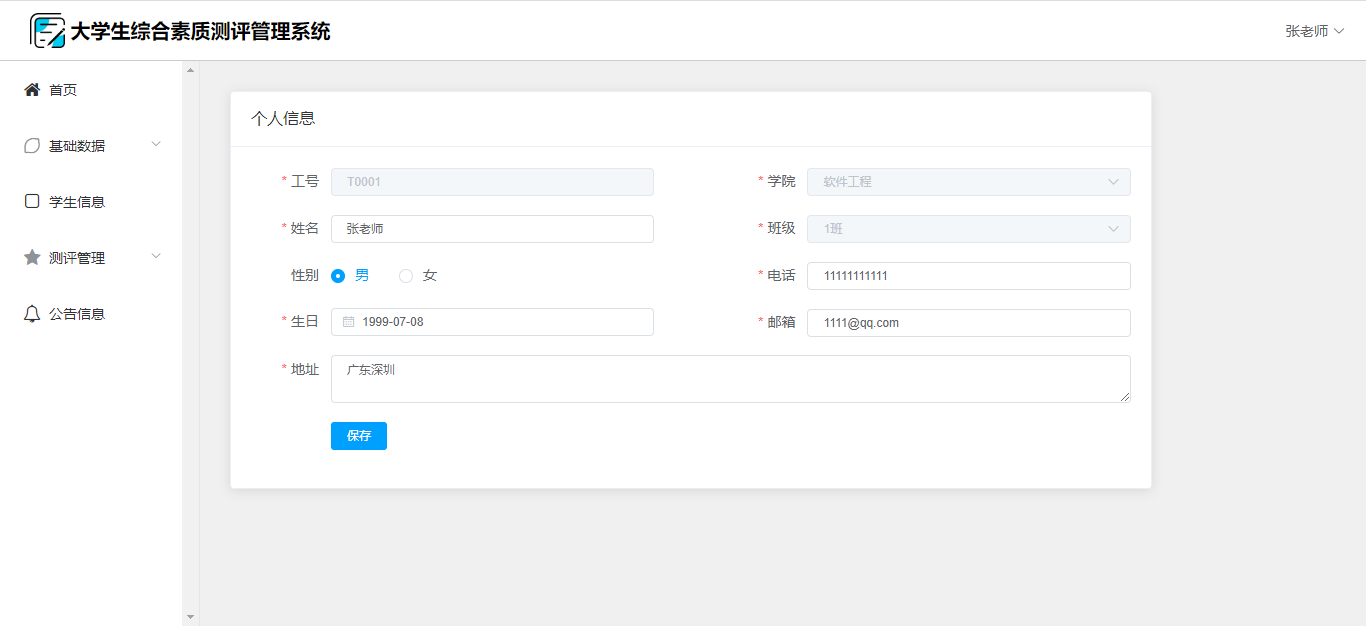 大学生综合素质测评管理系统
张老师
首页
基础数据
学生信息
测评管理
公告信息
个人信息
* 工号 T0001
* 学院 软件工程
* 姓名 张老师
* 班级 1班
性别 男 女
* 电话 11111111111
* 生日 1999-07-08
* 邮箱 1111@qq.com
* 地址 广东深圳
保存